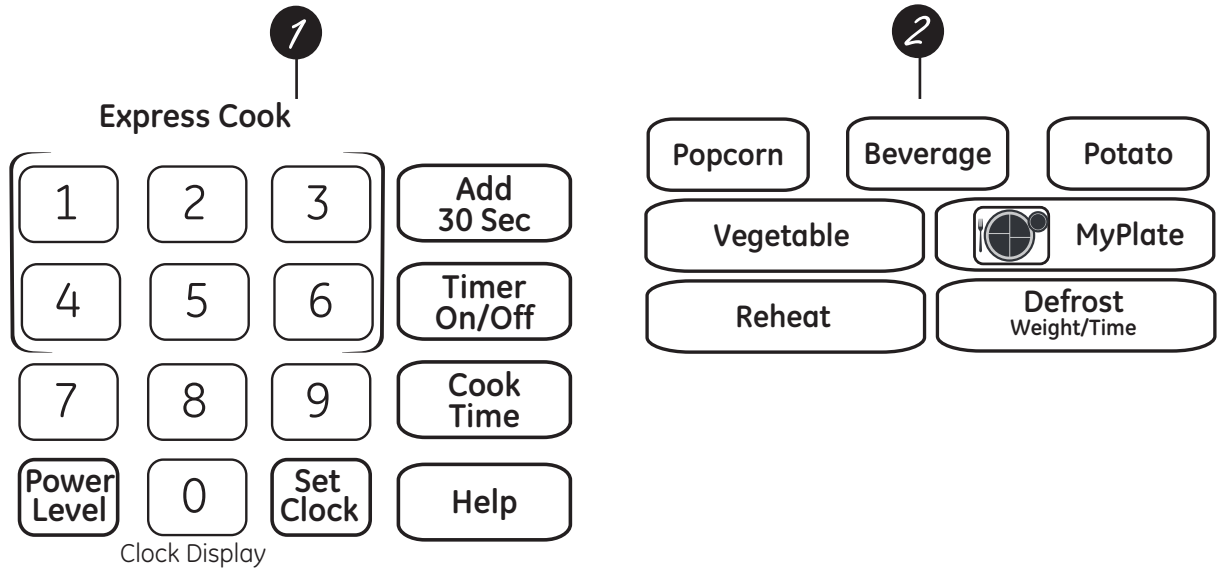 1
2
Express Cook
1 2 3
Add
30 Sec
4 5 6
Timer
On/Off
7 8 9
Cook
Time
Power
Level
0
Set
Clock
Help
Clock Display
Popcorn
Beverage
Potato
Vegetable
MyPlate
Reheat
Defrost
Weight/Time